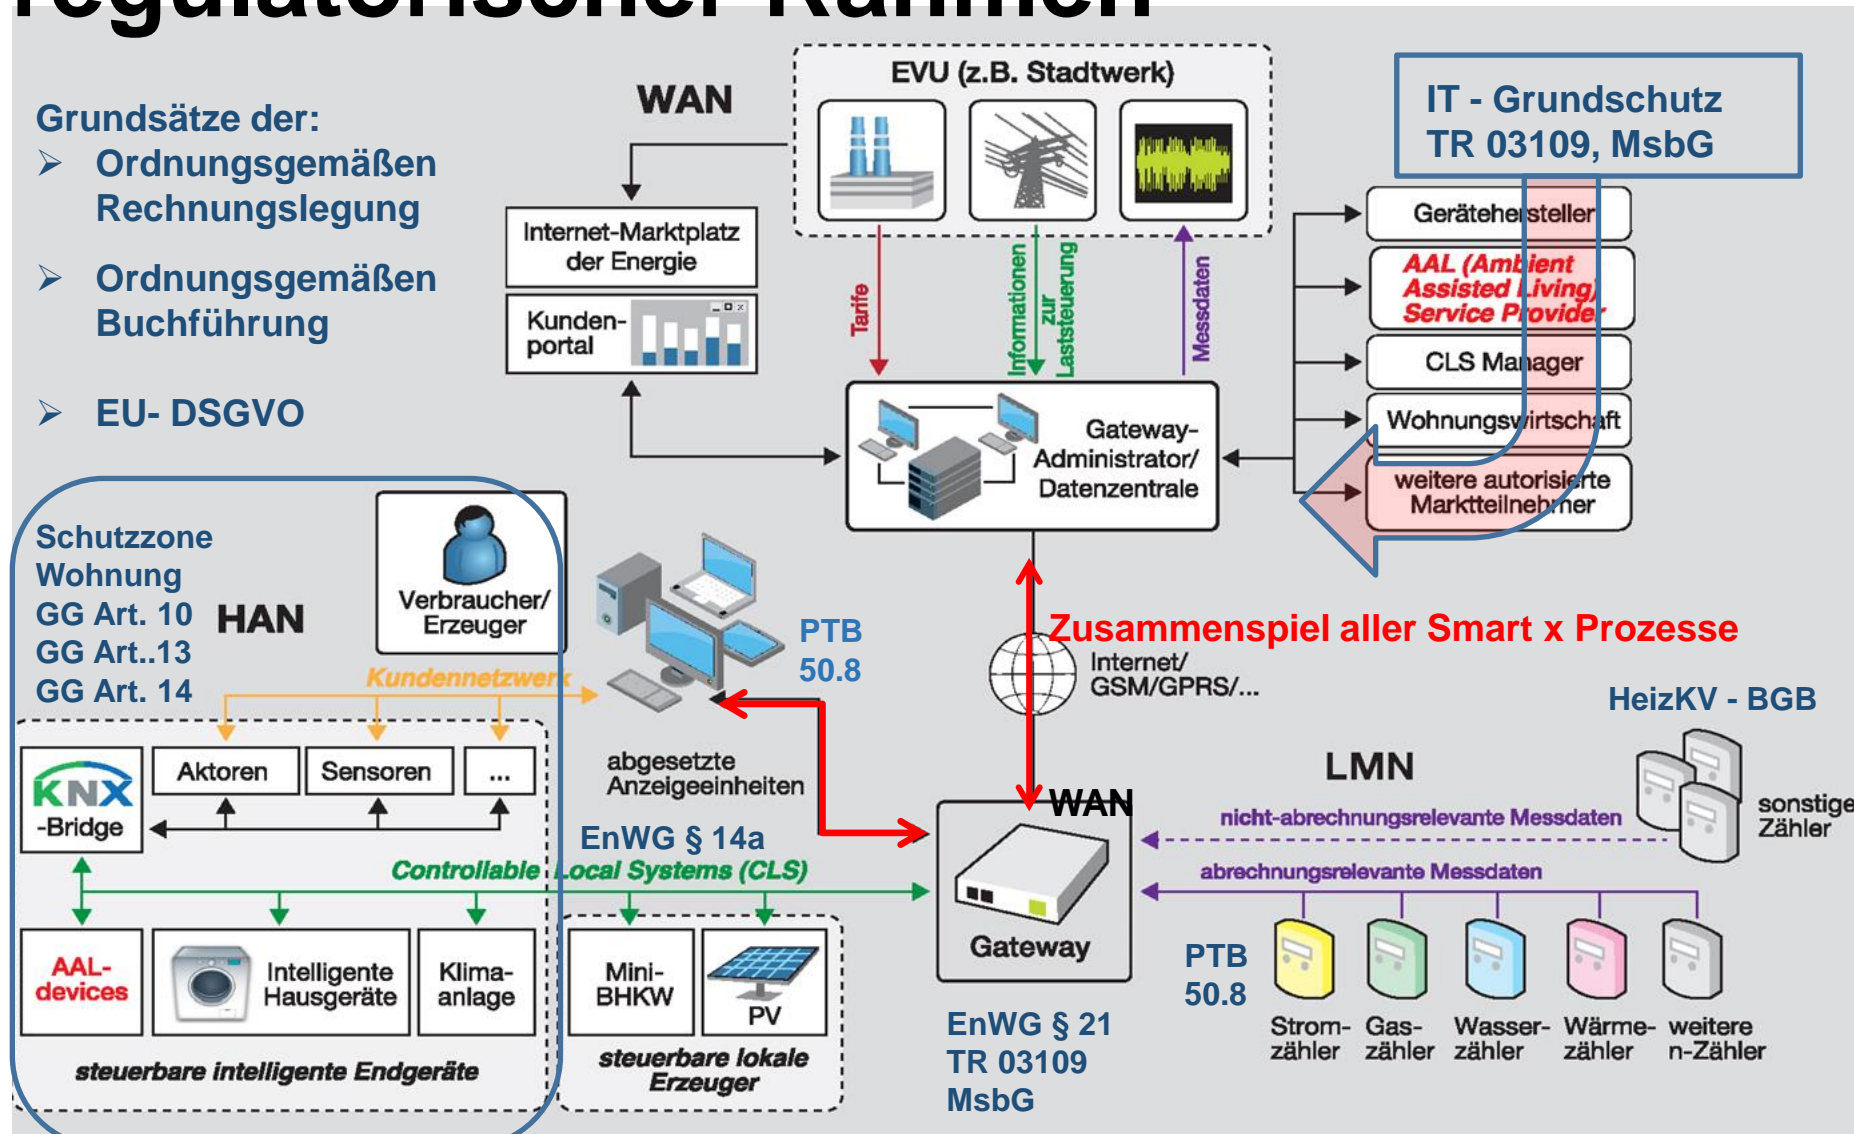 regulatorischer Rahmen
EVU (z.B. Stadtwerk)
WAN
IT - Grundschutz
TR 03109, MsbG
Grundsätze der:
➢ Ordnungsgemäßen
Rechnungslegung
➢ Ordnungsgemäßen
Buchführung
➢ EU- DSGVO
Internet-Marktplatz
der Energie
Kunden-
portal
Tarife
Informationen
zur
Laststeuerung
Messdaten
Gerätehersteller
AAL (Ambient
Assisted Living)
Service Provider
CLS Manager
Wohnungswirtschaft
weitere autorisierte
Marktteilnehmer
Gateway-
Administrator/
Datenzentrale
Schutzzone
Wohnung
GG Art. 10
GG Art..13
GG Art. 14
HAN
Verbraucher/
Erzeuger
Kundennetzwerk
PTB
50.8
Zusammenspiel aller Smart x Prozesse
Internet/
GSM/GPRS/...
HeizKV - BGB
KNX
-Bridge
Aktoren
Sensoren
...
abgesetzte
Anzeigeeinheiten
LMN
WAN
sonstige
Zähler
nicht-abrechnungsrelevante Messdaten
EnWG § 14a
Controllable Local Systems (CLS)
abrechnungsrelevante Messdaten
Gateway
AAL-
devices
Intelligente
Hausgeräte
Klima-
anlage
Mini-
BHKW
PV
PTB
50.8
steuerbare intelligente Endgeräte
steuerbare lokale
Erzeuger
EnWG § 21
TR 03109
MsbG
Strom-
zähler
Gas-
zähler
Wasser-
zähler
Wärme-
zähler
weitere
n-Zähler